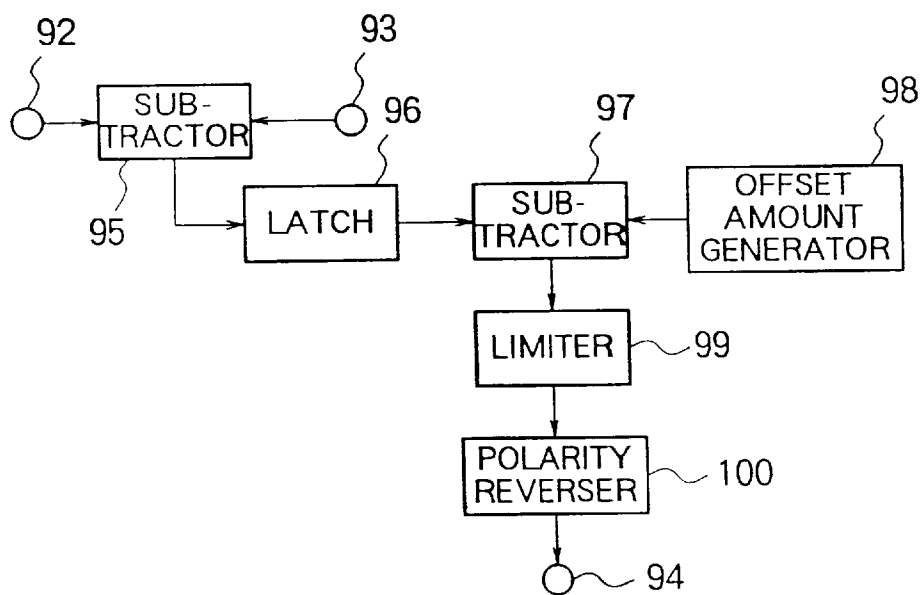 92
93
SUB-
TRACTOR
95
96
LATCH
97
SUB-
TRACTOR
98
OFFSET
AMOUNT
GENERATOR
LIMITER
99
POLARITY
REVERSER
100
94